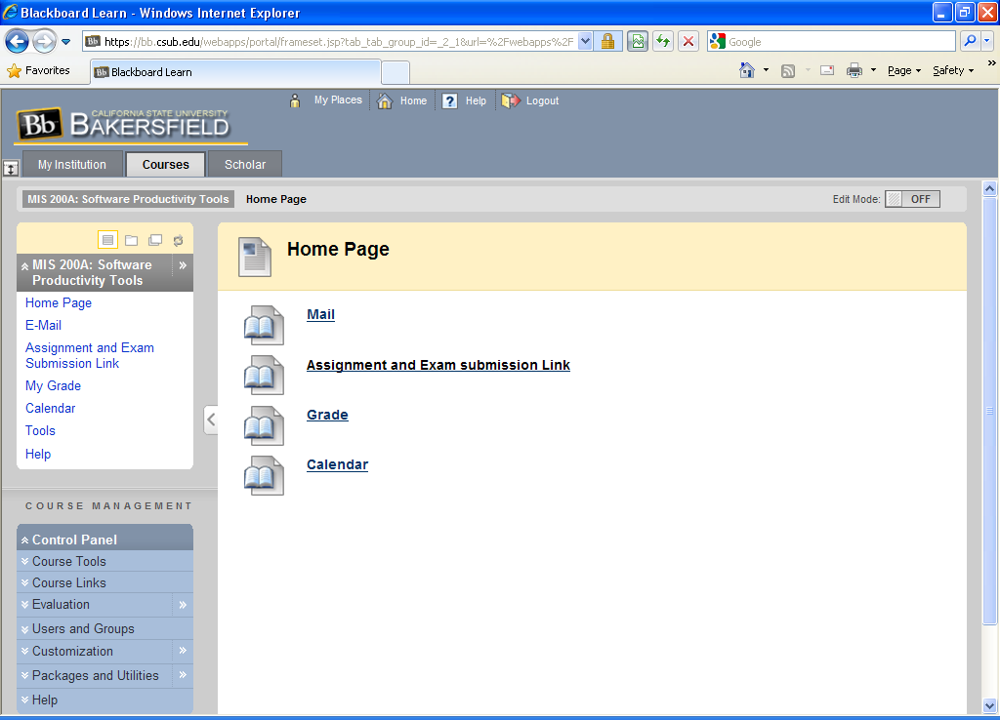 Blackboard Learn - Windows Internet Explorer
https://bb.csub.edu/webapps/portal/frameset.jsp?tab_tab_group_id=_2_1&url=%2Fwebapps%2F
Google
Favorites
Bb Blackboard Learn
Page
Safety
My Places
Home
Help
Logout
Bb
CALIFORNIA STATE UNIVERSITY
BAKERSFIELD
My Institution
Courses
Scholar
MIS 200A: Software Productivity Tools
Home Page
Edit Mode:
OFF
MIS 200A: Software
Productivity Tools
Home Page
E-Mail
Assignment and Exam
Submission Link
My Grade
Calendar
Tools
Help
Home Page
Mail
Assignment and Exam submission Link
Grade
Calendar
COURSE MANAGEMENT
Control Panel
Course Tools
Course Links
Evaluation
Users and Groups
Customization
Packages and Utilities
Help